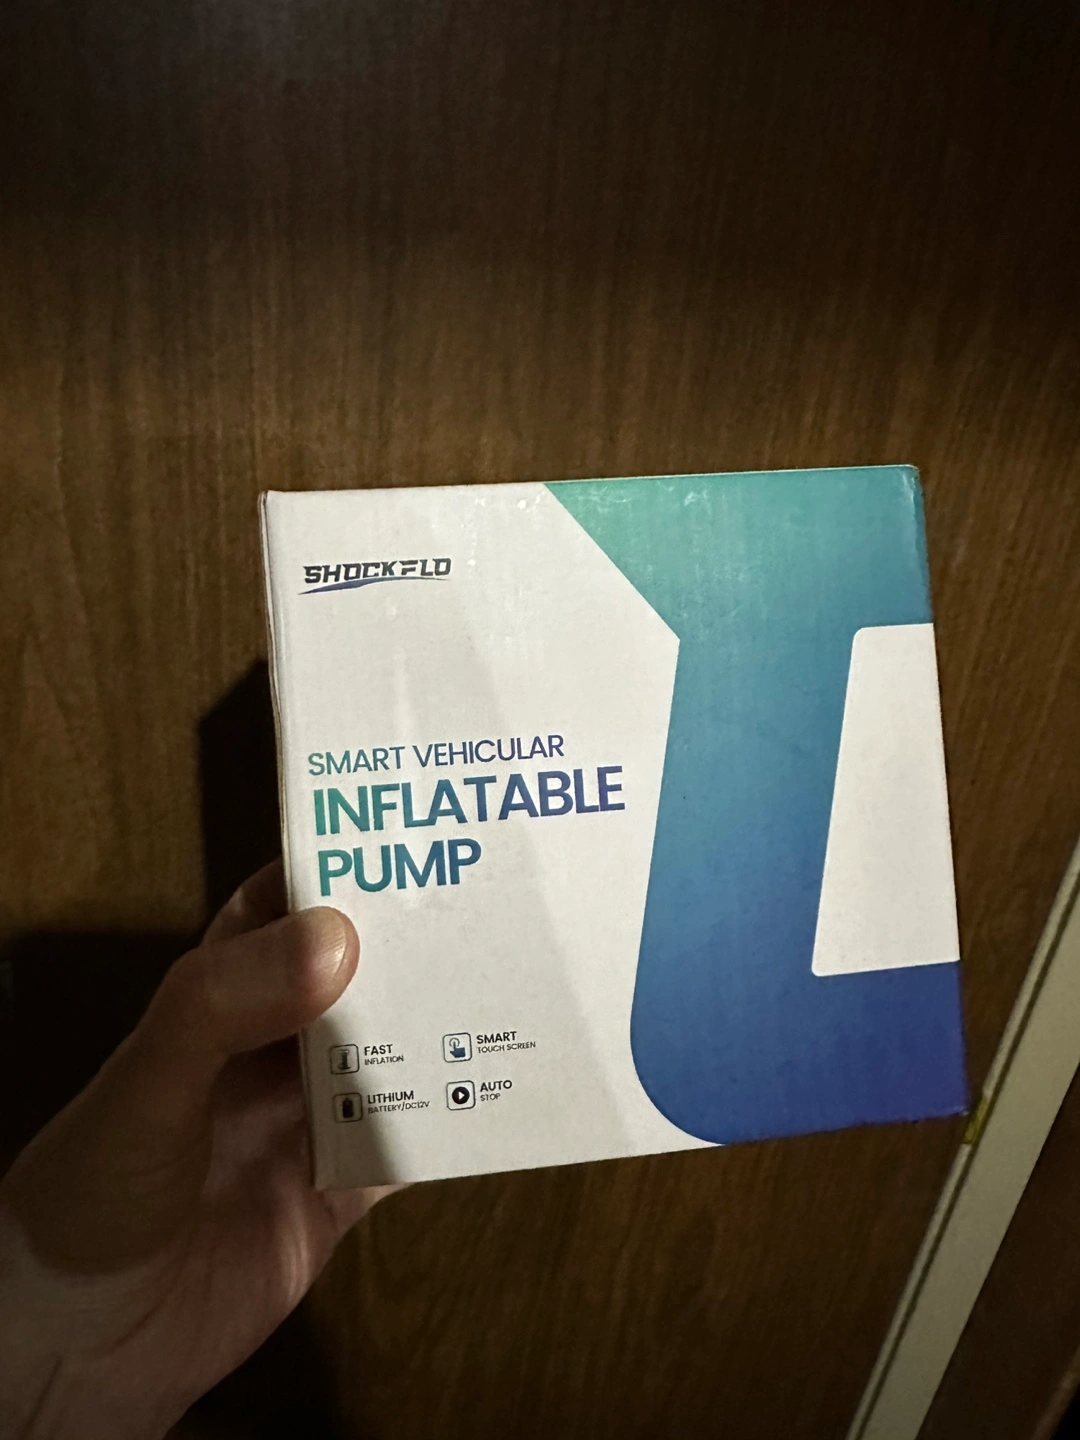 SHOCKFLO
SMART VEHICULAR
INFLATABLE
PUMP
FAST
INFLATION
SMART
TOUCH SCREEN
LITHIUM
BATTERY/DC12V
AUTO
STOP